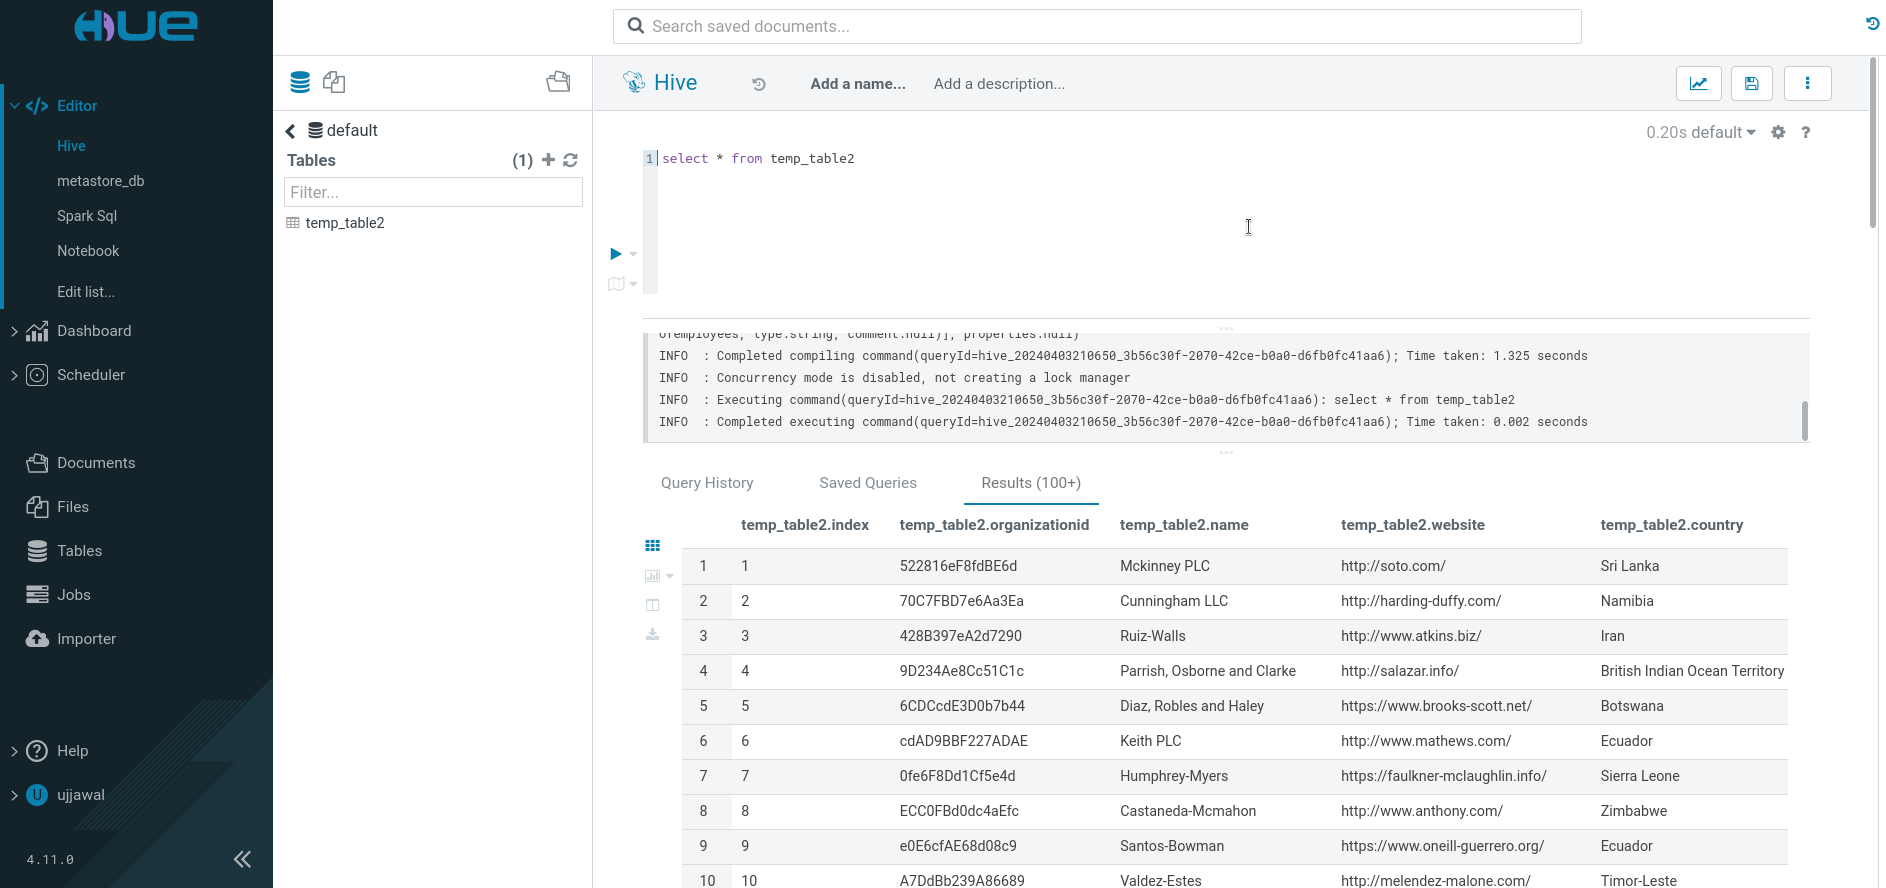 HUE
Search saved documents...
Editor
Hive
metastore_db
Spark Sql
Notebook
Edit list...
Dashboard
Scheduler
Documents
Files
Tables
Jobs
Importer
Help
U ujjawal
4.11.0
default
Tables (1)
Filter...
temp_table2
Hive Add a name... Add a description...
0.20s default ?
1 select * from temp_table2
ofemployees, type:string, comment:null)], properties:null)
INFO : Completed compiling command(queryId=hive_20240403210650_3b56c30f-2070-42ce-b0a0-d6fb0fc41aa6); Time taken: 1.325 seconds
INFO : Concurrency mode is disabled, not creating a lock manager
INFO : Executing command(queryId=hive_20240403210650_3b56c30f-2070-42ce-b0a0-d6fb0fc41aa6): select * from temp_table2
INFO : Completed executing command(queryId=hive_20240403210650_3b56c30f-2070-42ce-b0a0-d6fb0fc41aa6); Time taken: 0.002 seconds
Query History Saved Queries Results (100+)
temp_table2.index temp_table2.organizationid temp_table2.name temp_table2.website temp_table2.country
1 1 522816eF8fdBE6d Mckinney PLC http://soto.com/ Sri Lanka
2 2 70C7FBD7e6Aa3Ea Cunningham LLC http://harding-duffy.com/ Namibia
3 3 428B397eA2d7290 Ruiz-Walls http://www.atkins.biz/ Iran
4 4 9D234Ae8Cc51C1c Parrish, Osborne and Clarke http://salazar.info/ British Indian Ocean Territory
5 5 6CDCcdE3D0b7b44 Diaz, Robles and Haley https://www.brooks-scott.net/ Botswana
6 6 cdAD9BBF227ADAE Keith PLC http://www.mathews.com/ Ecuador
7 7 0fe6F8Dd1Cf5e4d Humphrey-Myers https://faulkner-mclaughlin.info/ Sierra Leone
8 8 ECC0FBd0dc4aEfc Castaneda-Mcmahon http://www.anthony.com/ Zimbabwe
9 9 e0E6cfAE68d08c9 Santos-Bowman https://www.oneill-guerrero.org/ Ecuador
10 10 A7DdBb239A86689 Valdez-Estes http://melendez-malone.com/ Timor-Leste